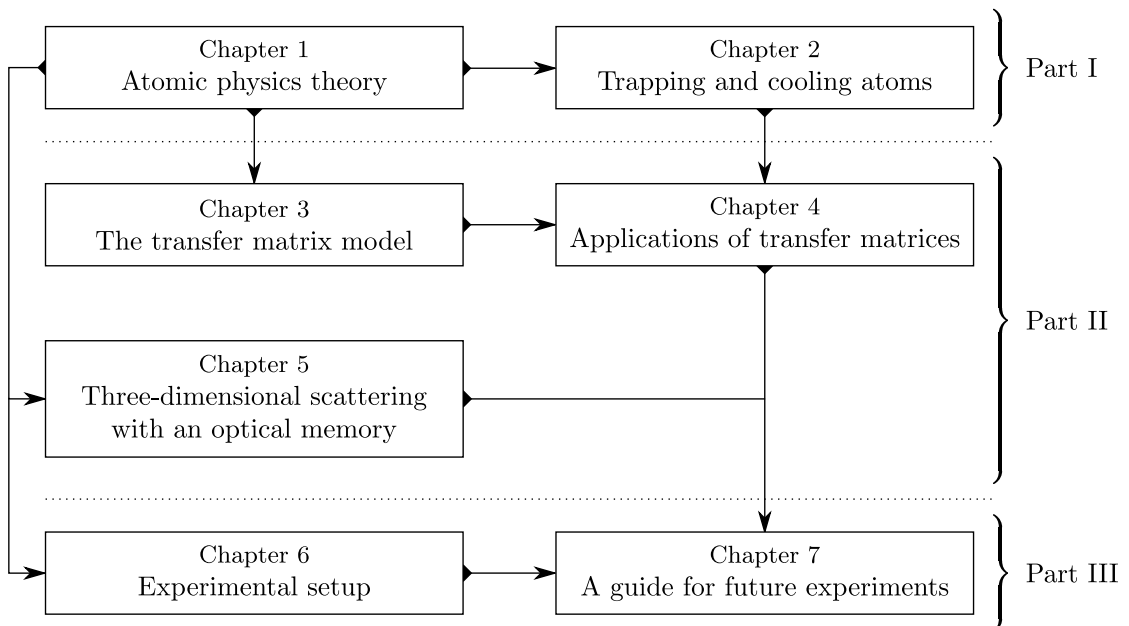 Chapter 1
Atomic physics theory
Chapter 2
Trapping and cooling atoms
Part I
Chapter 3
The transfer matrix model
Chapter 4
Applications of transfer matrices
Part II
Chapter 5
Three-dimensional scattering
with an optical memory
Chapter 6
Experimental setup
Chapter 7
A guide for future experiments
Part III